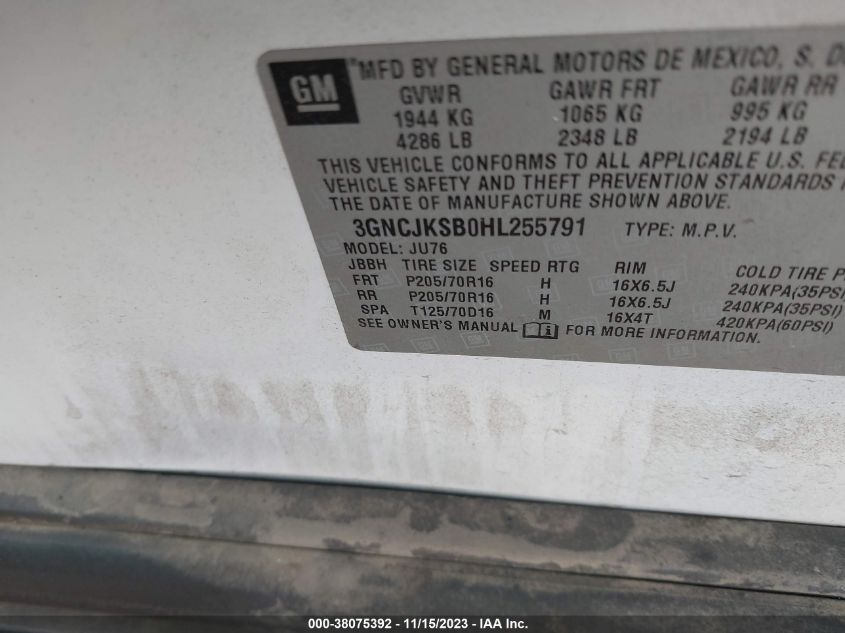 GM
®MFD BY GENERAL MOTORS DE MEXICO, S. D
GVWR GAWR FRT GAWR RR
1944 KG 1065 KG 995 KG
4286 LB 2348 LB 2194 LB
THIS VEHICLE CONFORMS TO ALL APPLICABLE U.S. FE
VEHICLE SAFETY AND THEFT PREVENTION STANDARDS
THE DATE OF MANUFACTURE SHOWN ABOVE.
3GNCJKSB0HL255791 TYPE: M.P.V.
MODEL: JU76
JBBH TIRE SIZE SPEED RTG RIM COLD TIRE P
FRT P205/70R16 H 16X6.5J 240KPA(35PSI)
RR P205/70R16 H 16X6.5J 240KPA(35PSI)
SPA T125/70D16 M 16X4T 420KPA(60PSI)
SEE OWNER'S MANUAL FOR MORE INFORMATION.
000-38075392 - 11/15/2023 - IAA Inc.